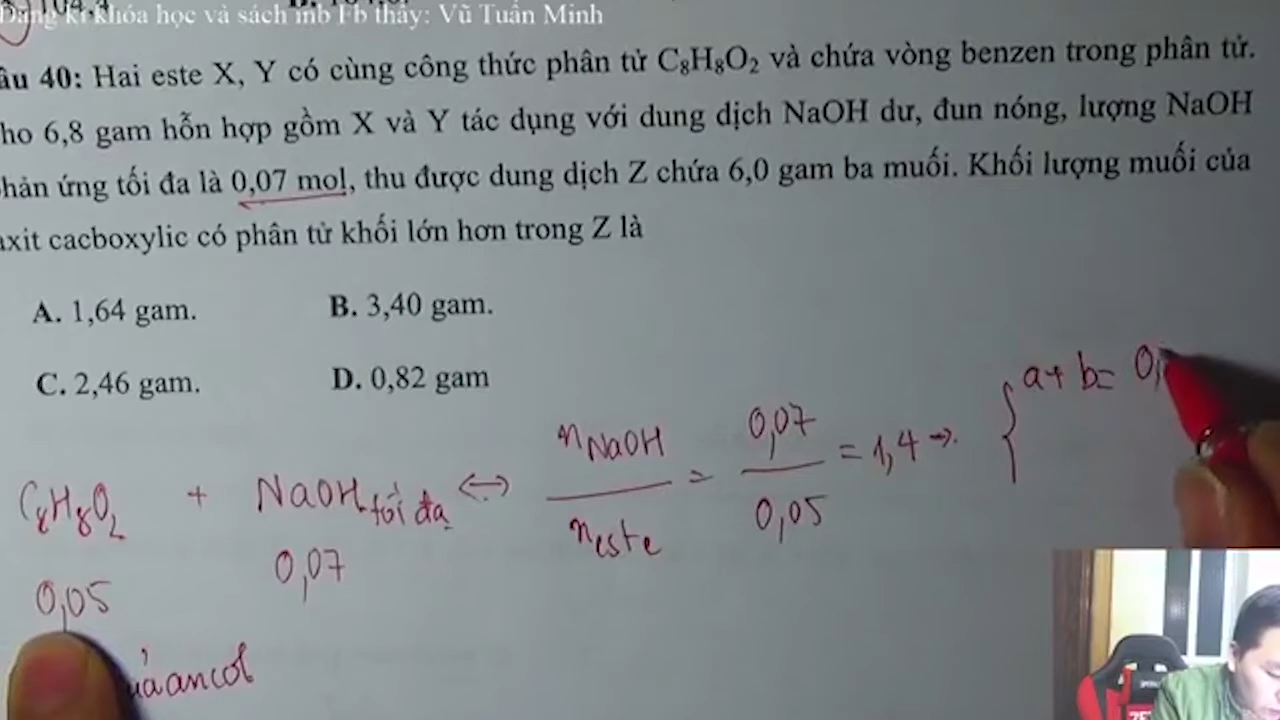 104,4
Đăng kí khóa học và sách inb Fb thầy: Vũ Tuấn Minh
âu 40: Hai este X, Y có cùng công thức phân tử C₈H₈O₂ và chứa vòng benzen trong phân tử.
ho 6,8 gam hỗn hợp gồm X và Y tác dụng với dung dịch NaOH dư, đun nóng, lượng NaOH
hản ứng tối đa là 0,07 mol, thu được dung dịch Z chứa 6,0 gam ba muối. Khối lượng muối của
axit cacboxylic có phân tử khối lớn hơn trong Z là
A. 1,64 gam. B. 3,40 gam.
C. 2,46 gam. D. 0,82 gam
C₈H₈O₂ + NaOH tối đa ⟷ nNaOH / neste = 0,07 / 0,05 = 1,4 → { a + b = 0,
0,05 0,07
ủa ancol